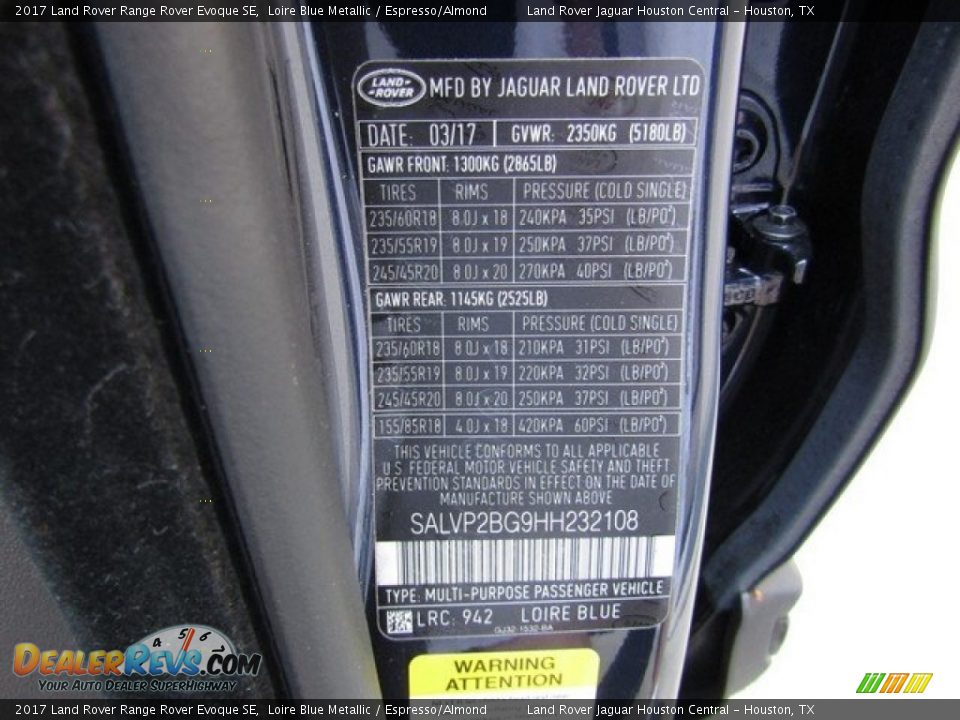 2017 Land Rover Range Rover Evoque SE, Loire Blue Metallic / Espresso/Almond Land Rover Jaguar Houston Central - Houston, TX
LAND-
-ROVER
MFD BY JAGUAR LAND ROVER LTD
DATE: 03/17 GVWR: 2350KG (5180LB)
GAWR FRONT: 1300KG (2865LB)
TIRES RIMS PRESSURE (COLD SINGLE)
235/60R18 8.0J x 18 240KPA 35PSI (LB/PO²)
235/55R19 8.0J x 19 250KPA 37PSI (LB/PO²)
245/45R20 8.0J x 20 270KPA 40PSI (LB/PO²)
GAWR REAR: 1145KG (2525LB)
TIRES RIMS PRESSURE (COLD SINGLE)
235/60R18 8.0J x 18 210KPA 31PSI (LB/PO²)
235/55R19 8.0J x 19 220KPA 32PSI (LB/PO²)
245/45R20 8.0J x 20 250KPA 37PSI (LB/PO²)
155/85R18 4.0J x 18 420KPA 60PSI (LB/PO²)
THIS VEHICLE CONFORMS TO ALL APPLICABLE
U.S. FEDERAL MOTOR VEHICLE SAFETY AND THEFT
PREVENTION STANDARDS IN EFFECT ON THE DATE OF
MANUFACTURE SHOWN ABOVE
SALVP2BG9HH232108
TYPE: MULTI-PURPOSE PASSENGER VEHICLE
LRC: 942 LOIRE BLUE
GJ32-1532-BA
WARNING
ATTENTION
4 5 6
DEALERREVS.COM
YOUR AUTO DEALER SUPERHIGHWAY
2017 Land Rover Range Rover Evoque SE, Loire Blue Metallic / Espresso/Almond Land Rover Jaguar Houston Central - Houston, TX